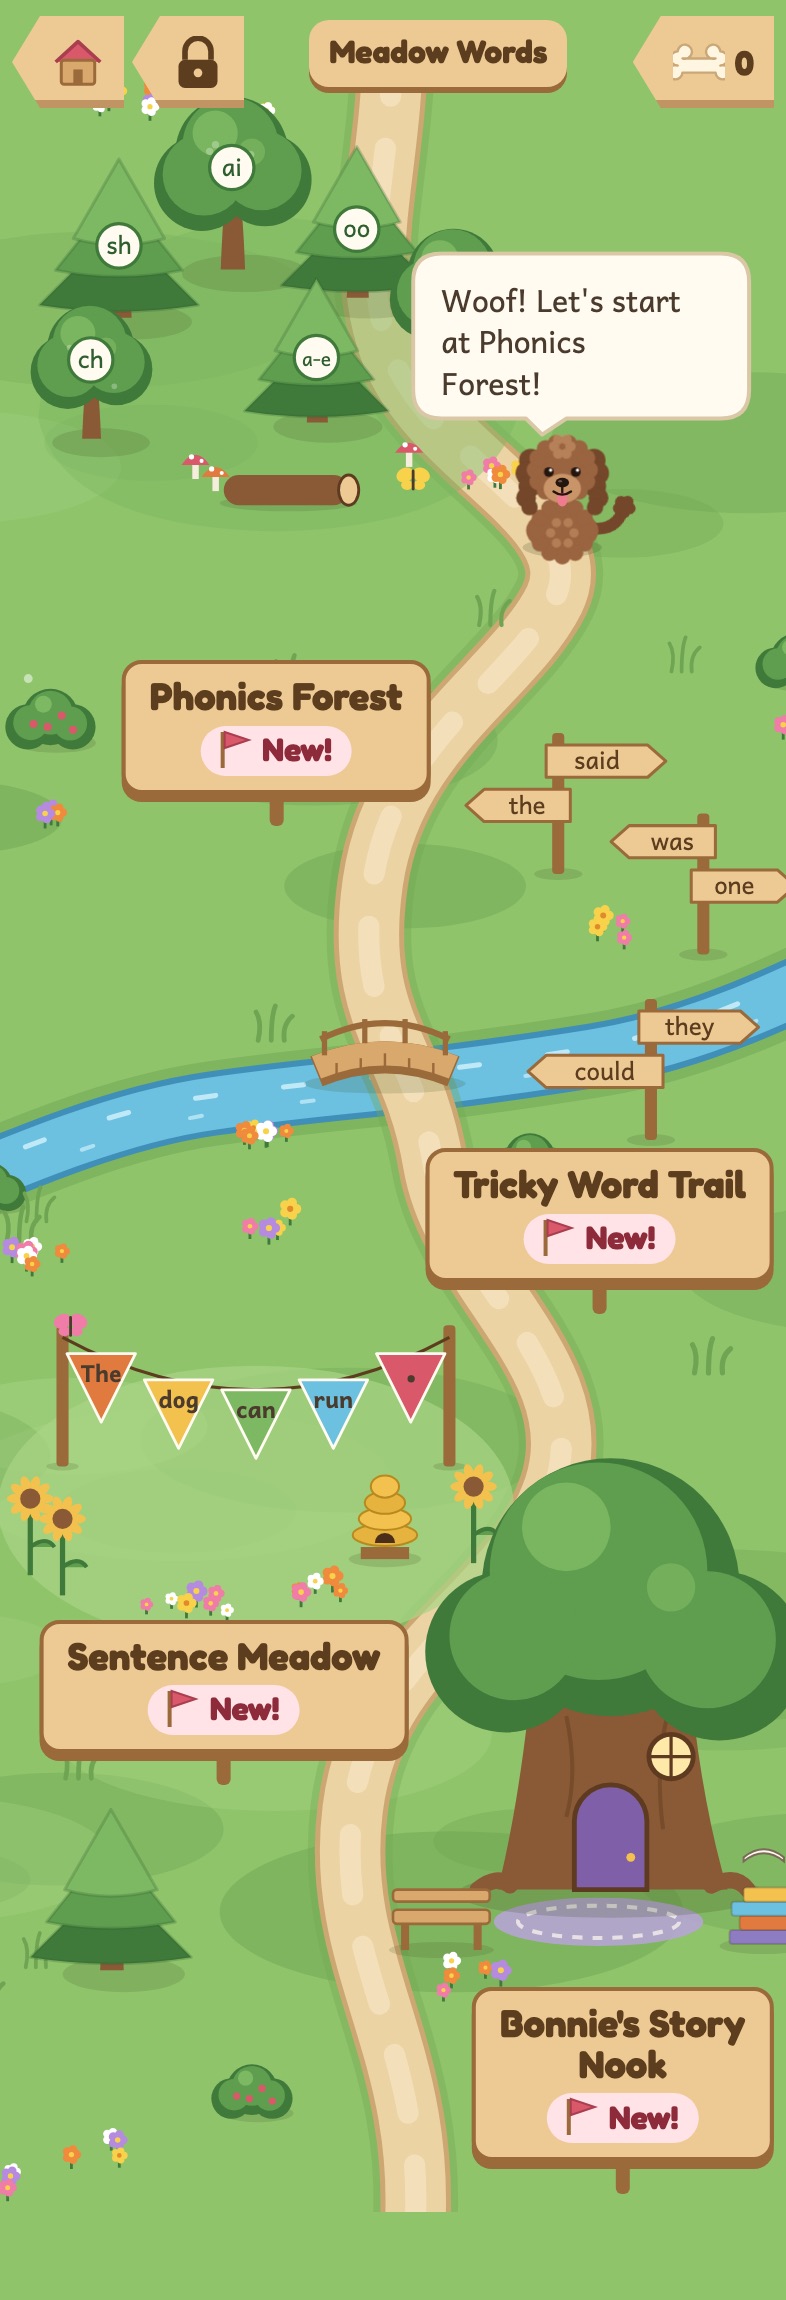 Meadow Words
0
ai
sh
oo
ch
a-e
Woof! Let's start
at Phonics
Forest!
Phonics Forest
New!
said
the
was
one
they
could
Tricky Word Trail
New!
The
dog
can
run
.
Sentence Meadow
New!
Bonnie's Story
Nook
New!